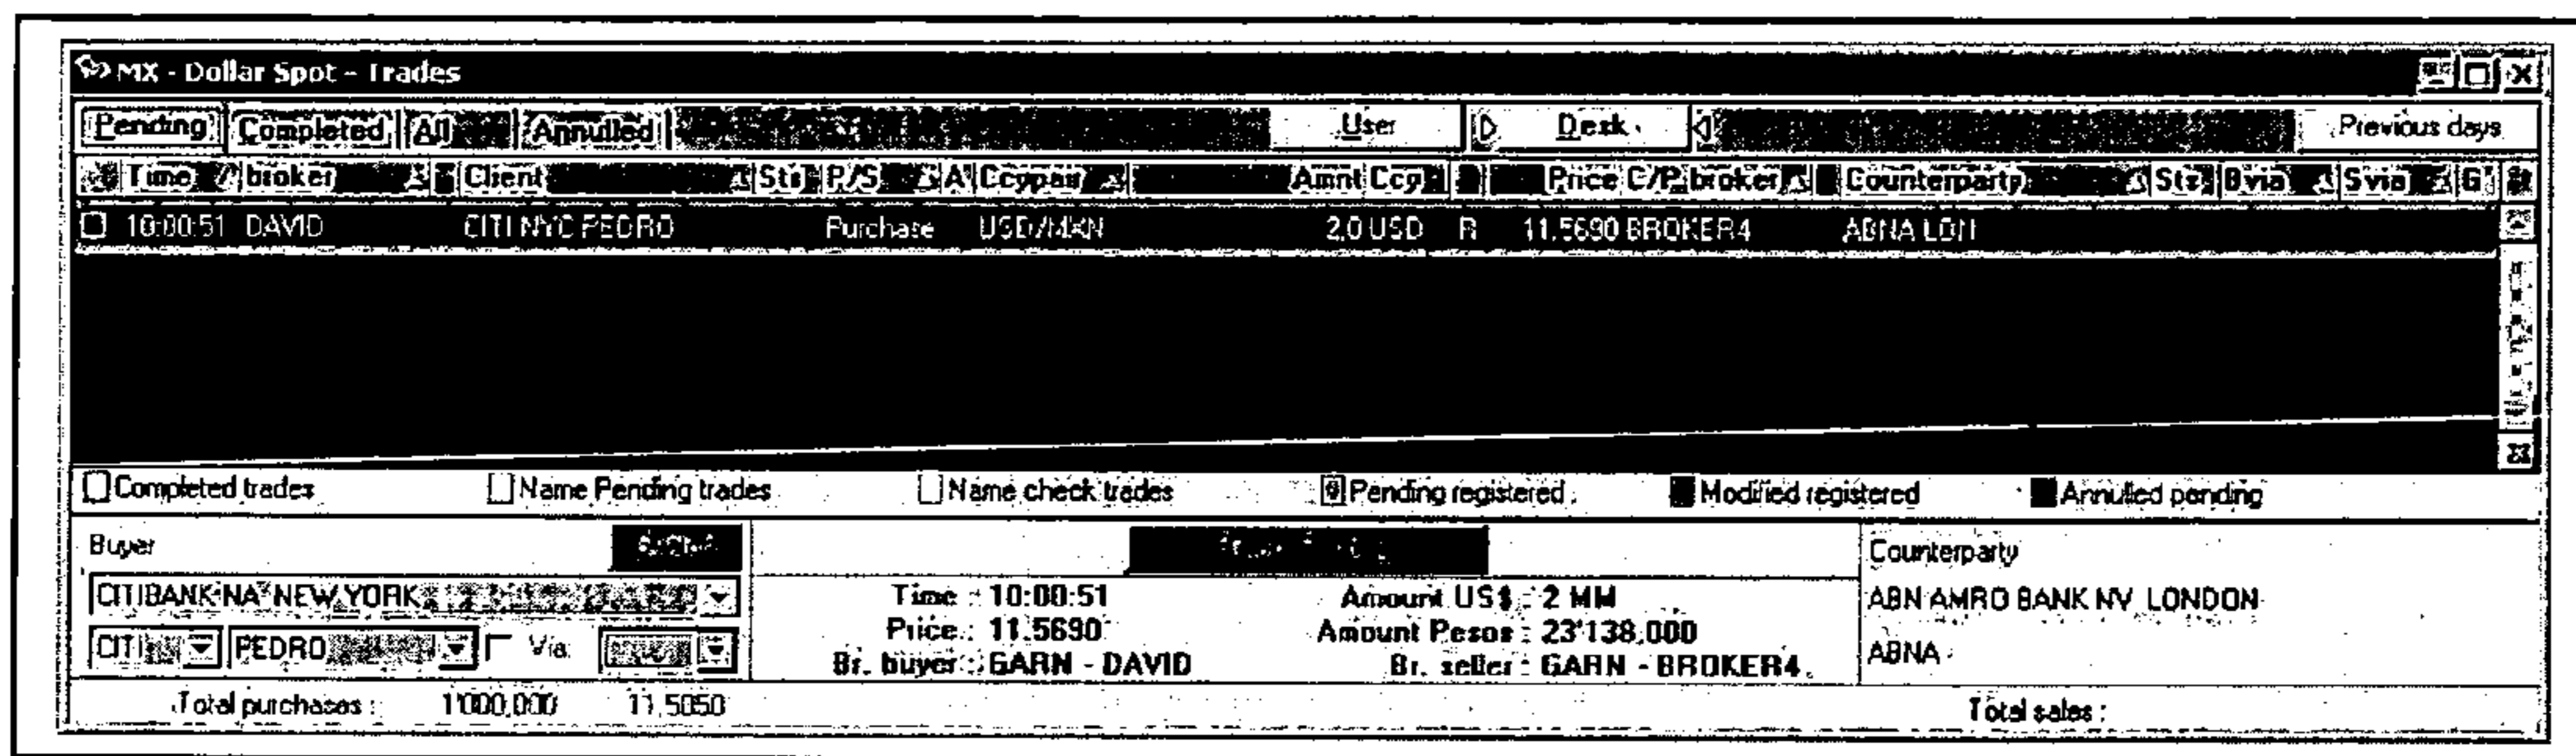 MX - Dollar Spot - Trades
Pending Completed All Annulled User Desk Previous days
Time broker Client Sts P/S A Ccypair Amnt Ccy Price C/P broker Counterparty Sts Bvia Svia G
10:00:51 DAVID CITI NYC PEDRO Purchase USD/MXN 2,0 USD R 11,5690 BROKER4 ABNA LDN
Completed trades Name Pending trades Name check trades Pending registered Modified registered Annulled pending
Buyer Counterparty
CITIBANK NA NEW YORK Time : 10:00:51 Amount US$ : 2 MM ABN AMRO BANK NV LONDON
CITI PEDRO Via: Price : 11.5690 Amount Pesos : 23'138,000 ABNA
Br. buyer : GARN - DAVID Br. seller : GARN - BROKER4
Total purchases : 1'000,000 11,5050 Total sales :